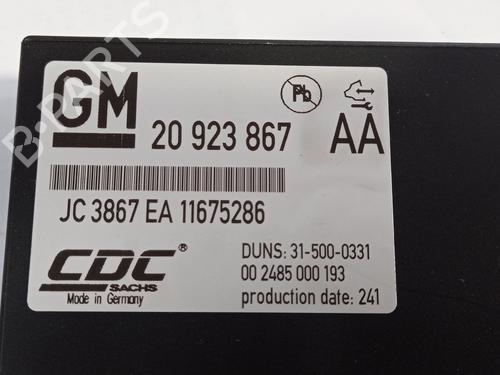 GM
Pb
20 923 867
AA
JC 3867 EA 11675286
CDC®
SACHS
Made in Germany
DUNS: 31-500-0331
00 2485 000 193
production date: 241
B-PARTS